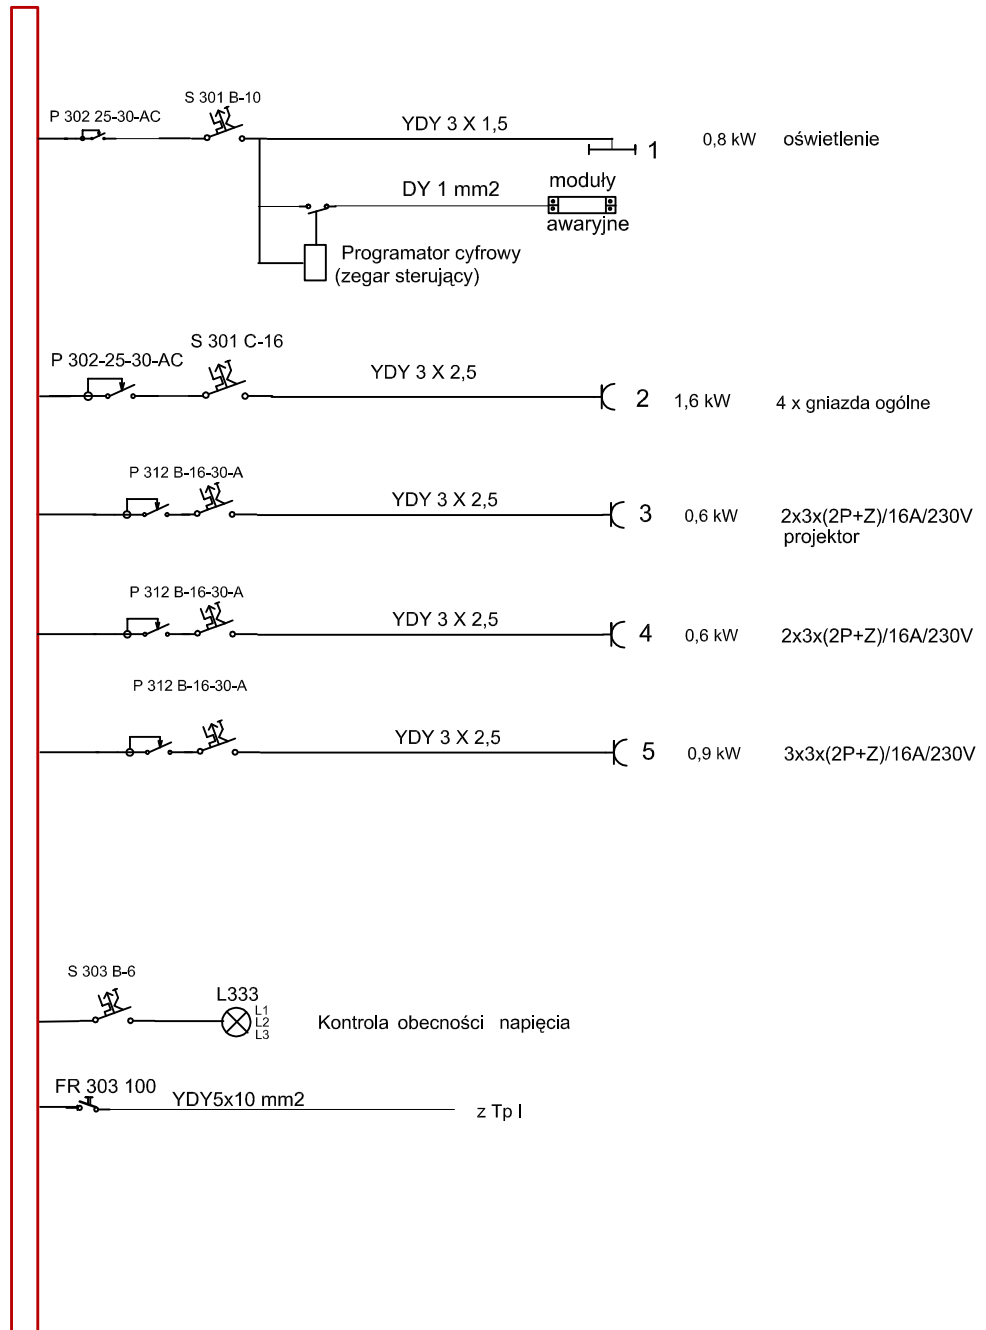 S 301 B-10
P 302 25-30-AC
YDY 3 X 1,5
1
0,8 kW
oświetlenie
DY 1 mm2
moduły
awaryjne
Programator cyfrowy
(zegar sterujący)
S 301 C-16
P 302-25-30-AC
YDY 3 X 2,5
2
1,6 kW
4 x gniazda ogólne
P 312 B-16-30-A
YDY 3 X 2,5
3
0,6 kW
2x3x(2P+Z)/16A/230V
projektor
P 312 B-16-30-A
YDY 3 X 2,5
4
0,6 kW
2x3x(2P+Z)/16A/230V
P 312 B-16-30-A
YDY 3 X 2,5
5
0,9 kW
3x3x(2P+Z)/16A/230V
S 303 B-6
L333
L1
L2
L3
Kontrola obecności napięcia
FR 303 100
YDY5x10 mm2
z Tp I